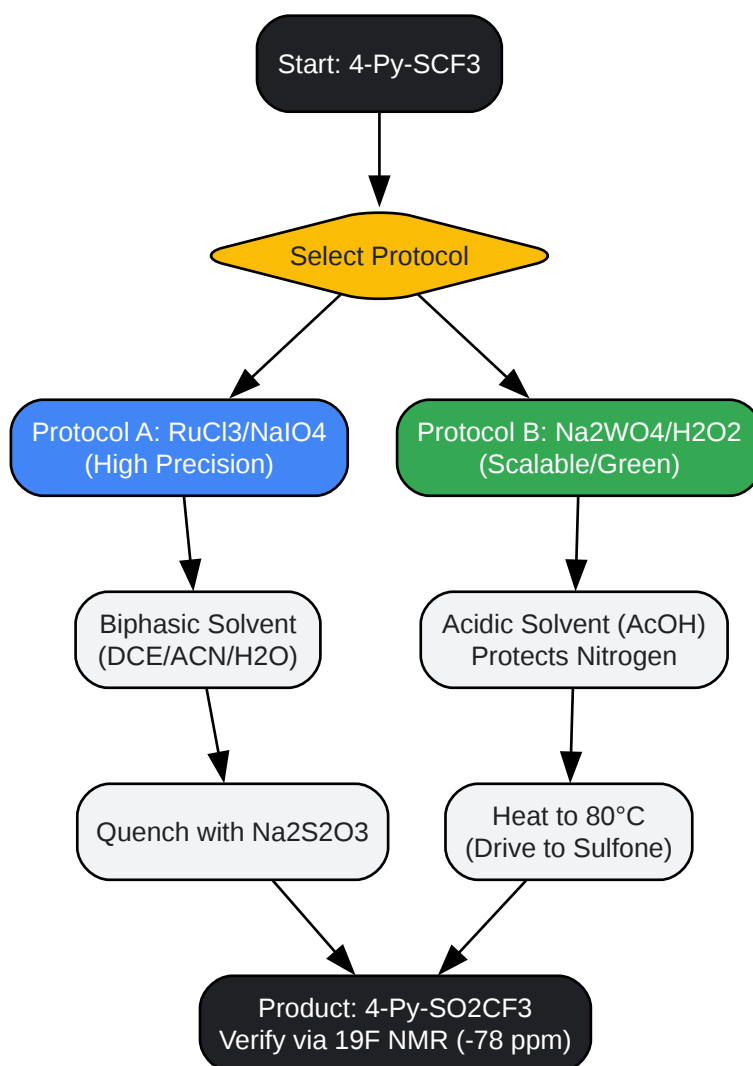 Start: 4-Py-SCF3
Select Protocol
Protocol A: RuCl3/NaIO4
(High Precision)
Protocol B: Na2WO4/H2O2
(Scalable/Green)
Biphasic Solvent
(DCE/ACN/H2O)
Acidic Solvent (AcOH)
Protects Nitrogen
Quench with Na2S2O3
Heat to 80°C
(Drive to Sulfone)
Product: 4-Py-SO2CF3
Verify via 19F NMR (-78 ppm)